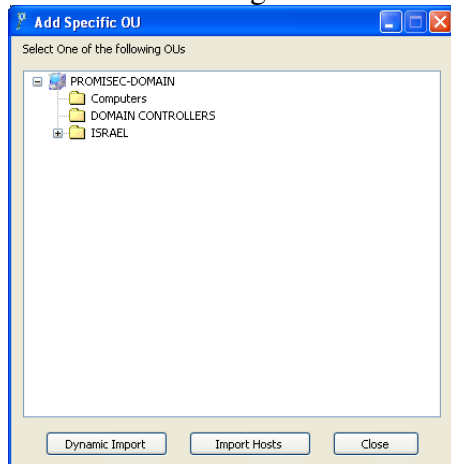 Add Specific OU
Select One of the following OUs
PROMISEC-DOMAIN
Computers
DOMAIN CONTROLLERS
ISRAEL
Dynamic Import Import Hosts Close